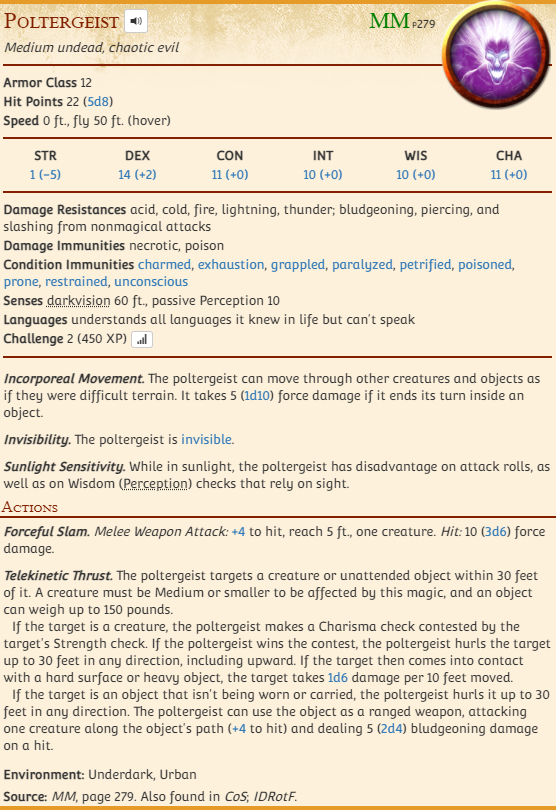 Poltergeist
MM P279
Medium undead, chaotic evil
Armor Class 12
Hit Points 22 (5d8)
Speed 0 ft., fly 50 ft. (hover)
STR DEX CON INT WIS CHA
1 (−5) 14 (+2) 11 (+0) 10 (+0) 10 (+0) 11 (+0)
Damage Resistances acid, cold, fire, lightning, thunder; bludgeoning, piercing, and
slashing from nonmagical attacks
Damage Immunities necrotic, poison
Condition Immunities charmed, exhaustion, grappled, paralyzed, petrified, poisoned,
prone, restrained, unconscious
Senses darkvision 60 ft., passive Perception 10
Languages understands all languages it knew in life but can't speak
Challenge 2 (450 XP)
Incorporeal Movement. The poltergeist can move through other creatures and objects as
if they were difficult terrain. It takes 5 (1d10) force damage if it ends its turn inside an
object.
Invisibility. The poltergeist is invisible.
Sunlight Sensitivity. While in sunlight, the poltergeist has disadvantage on attack rolls, as
well as on Wisdom (Perception) checks that rely on sight.
Actions
Forceful Slam. Melee Weapon Attack: +4 to hit, reach 5 ft., one creature. Hit: 10 (3d6) force
damage.
Telekinetic Thrust. The poltergeist targets a creature or unattended object within 30 feet
of it. A creature must be Medium or smaller to be affected by this magic, and an object
can weigh up to 150 pounds.
If the target is a creature, the poltergeist makes a Charisma check contested by the
target's Strength check. If the poltergeist wins the contest, the poltergeist hurls the target
up to 30 feet in any direction, including upward. If the target then comes into contact
with a hard surface or heavy object, the target takes 1d6 damage per 10 feet moved.
If the target is an object that isn't being worn or carried, the poltergeist hurls it up to 30
feet in any direction. The poltergeist can use the object as a ranged weapon, attacking
one creature along the object's path (+4 to hit) and dealing 5 (2d4) bludgeoning damage
on a hit.
Environment: Underdark, Urban
Source: MM, page 279. Also found in CoS; IDRotF.